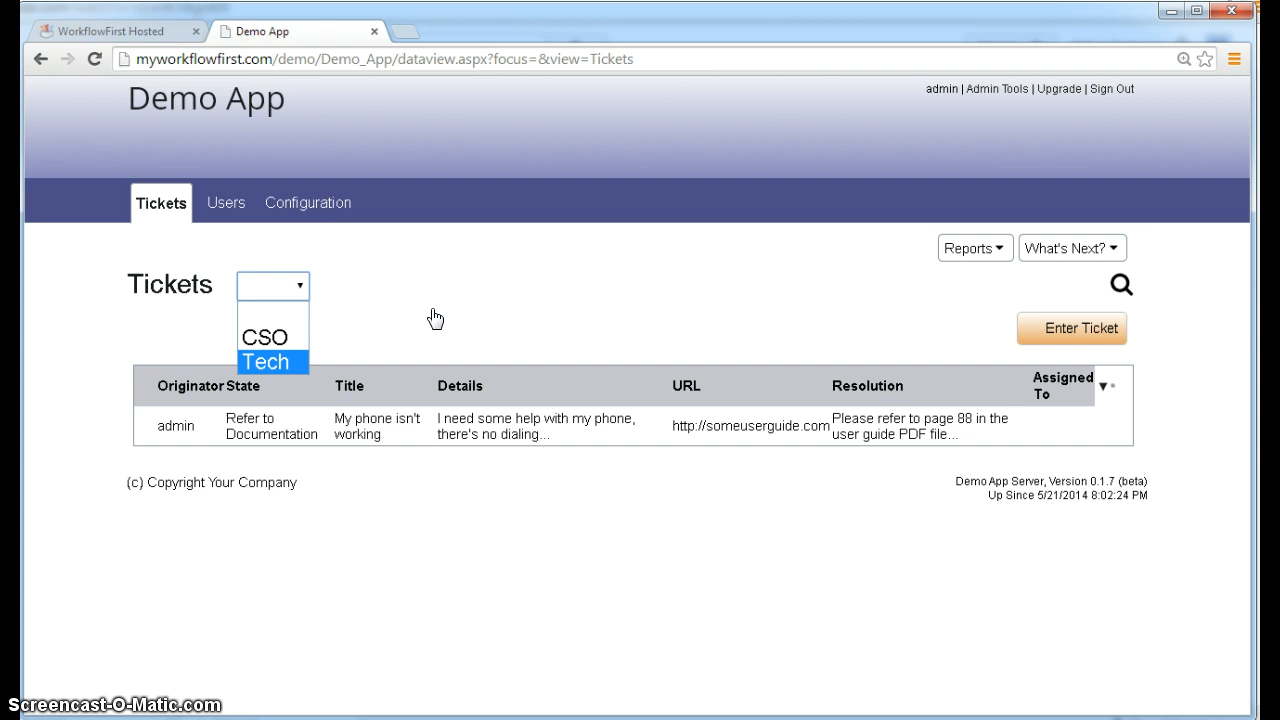 WorkflowFirst Hosted
Demo App
myworkflowfirst.com/demo/Demo_App/dataview.aspx?focus=&view=Tickets
Demo App
admin | Admin Tools | Upgrade | Sign Out
Tickets Users Configuration
Reports What's Next?
Tickets
CSO
Tech
Enter Ticket
Originator State Title Details URL Resolution Assigned To
admin
Refer to
Documentation
My phone isn't
working
I need some help with my phone,
there's no dialing...
http://someuserguide.com
Please refer to page 88 in the
user guide PDF file...
(c) Copyright Your Company
Demo App Server, Version 0.1.7 (beta)
Up Since 5/21/2014 8:02:24 PM
Screencast-O-Matic.com